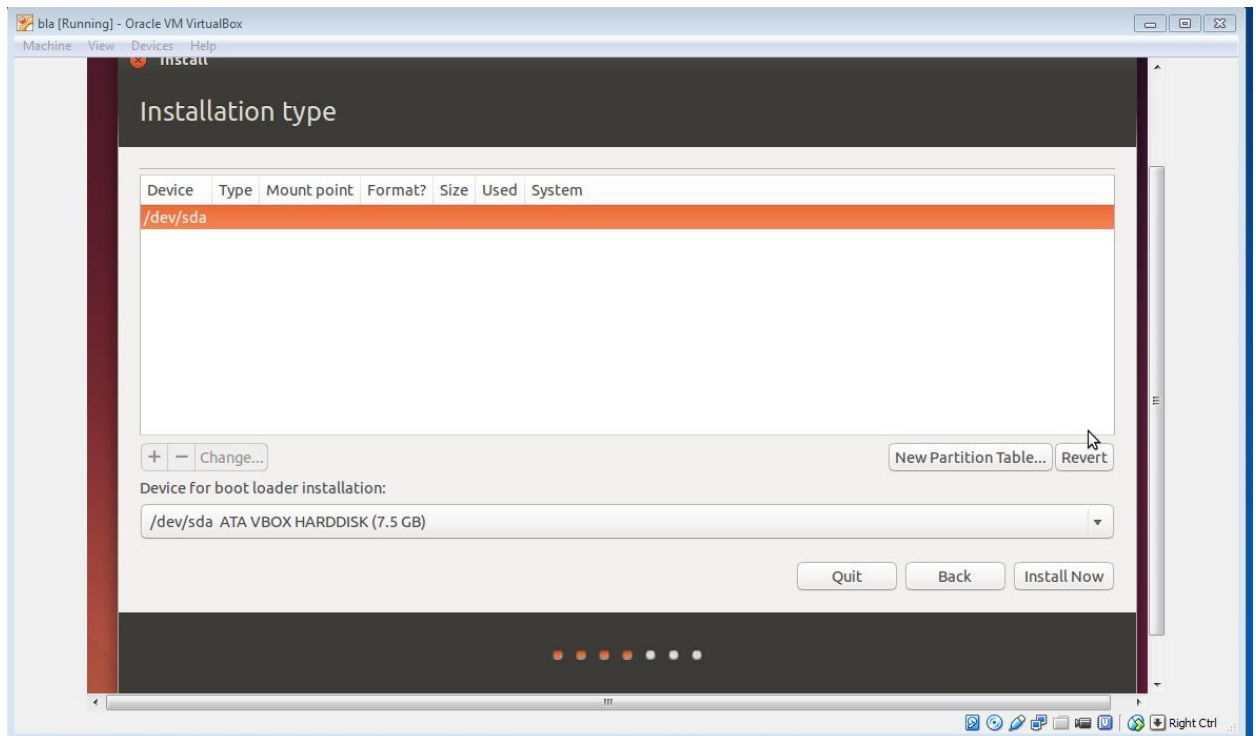 bla [Running] - Oracle VM VirtualBox
Machine View Devices Help
Install
Installation type
Device Type Mount point Format? Size Used System
/dev/sda
+ - Change...
New Partition Table... Revert
Device for boot loader installation:
/dev/sda ATA VBOX HARDDISK (7.5 GB)
Quit Back Install Now
Right Ctrl